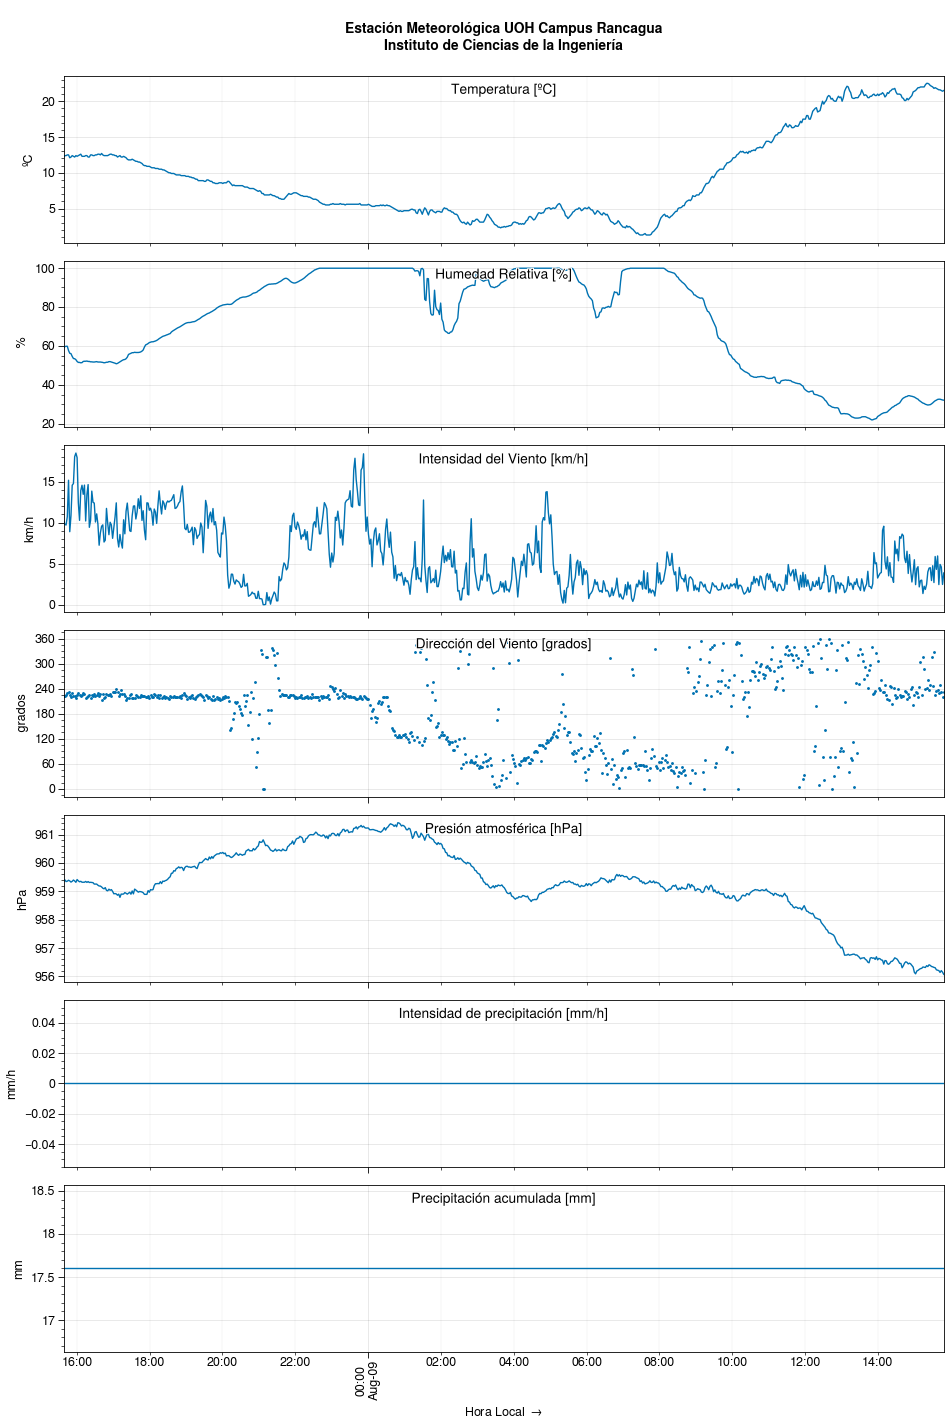 Estación Meteorológica UOH Campus Rancagua
Instituto de Ciencias de la Ingeniería
Temperatura [ºC]
ºC
20
15
10
5
Humedad Relativa [%]
%
100
80
60
40
20
Intensidad del Viento [km/h]
km/h
15
10
5
0
Dirección del Viento [grados]
grados
360
300
240
180
120
60
0
Presión atmosférica [hPa]
hPa
961
960
959
958
957
956
Intensidad de precipitación [mm/h]
mm/h
0.04
0.02
0
−0.02
−0.04
Precipitación acumulada [mm]
mm
18.5
18
17.5
17
16:00 18:00 20:00 22:00 00:00 02:00 04:00 06:00 08:00 10:00 12:00 14:00
Aug-09
Hora Local →